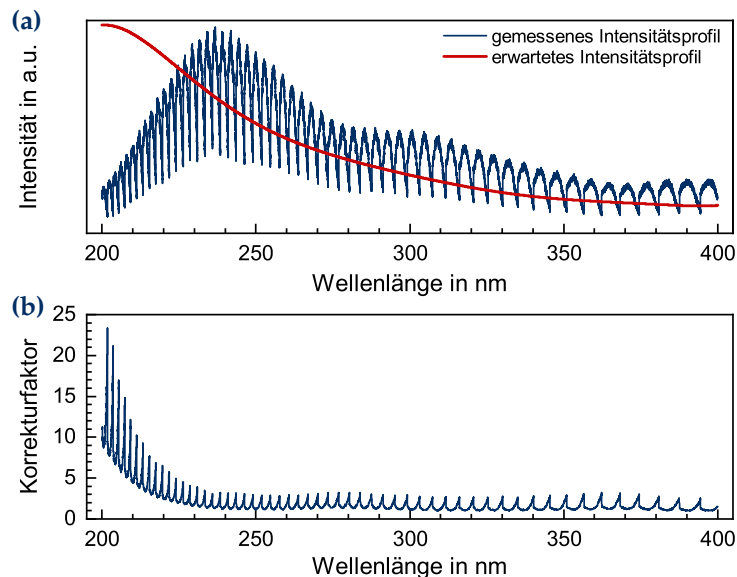 (a)
Intensität in a.u.
gemessenes Intensitätsprofil
erwartetes Intensitätsprofil
200 250 300 350 400
Wellenlänge in nm
(b)
Korrekturfaktor
25
20
15
10
5
0
200 250 300 350 400
Wellenlänge in nm